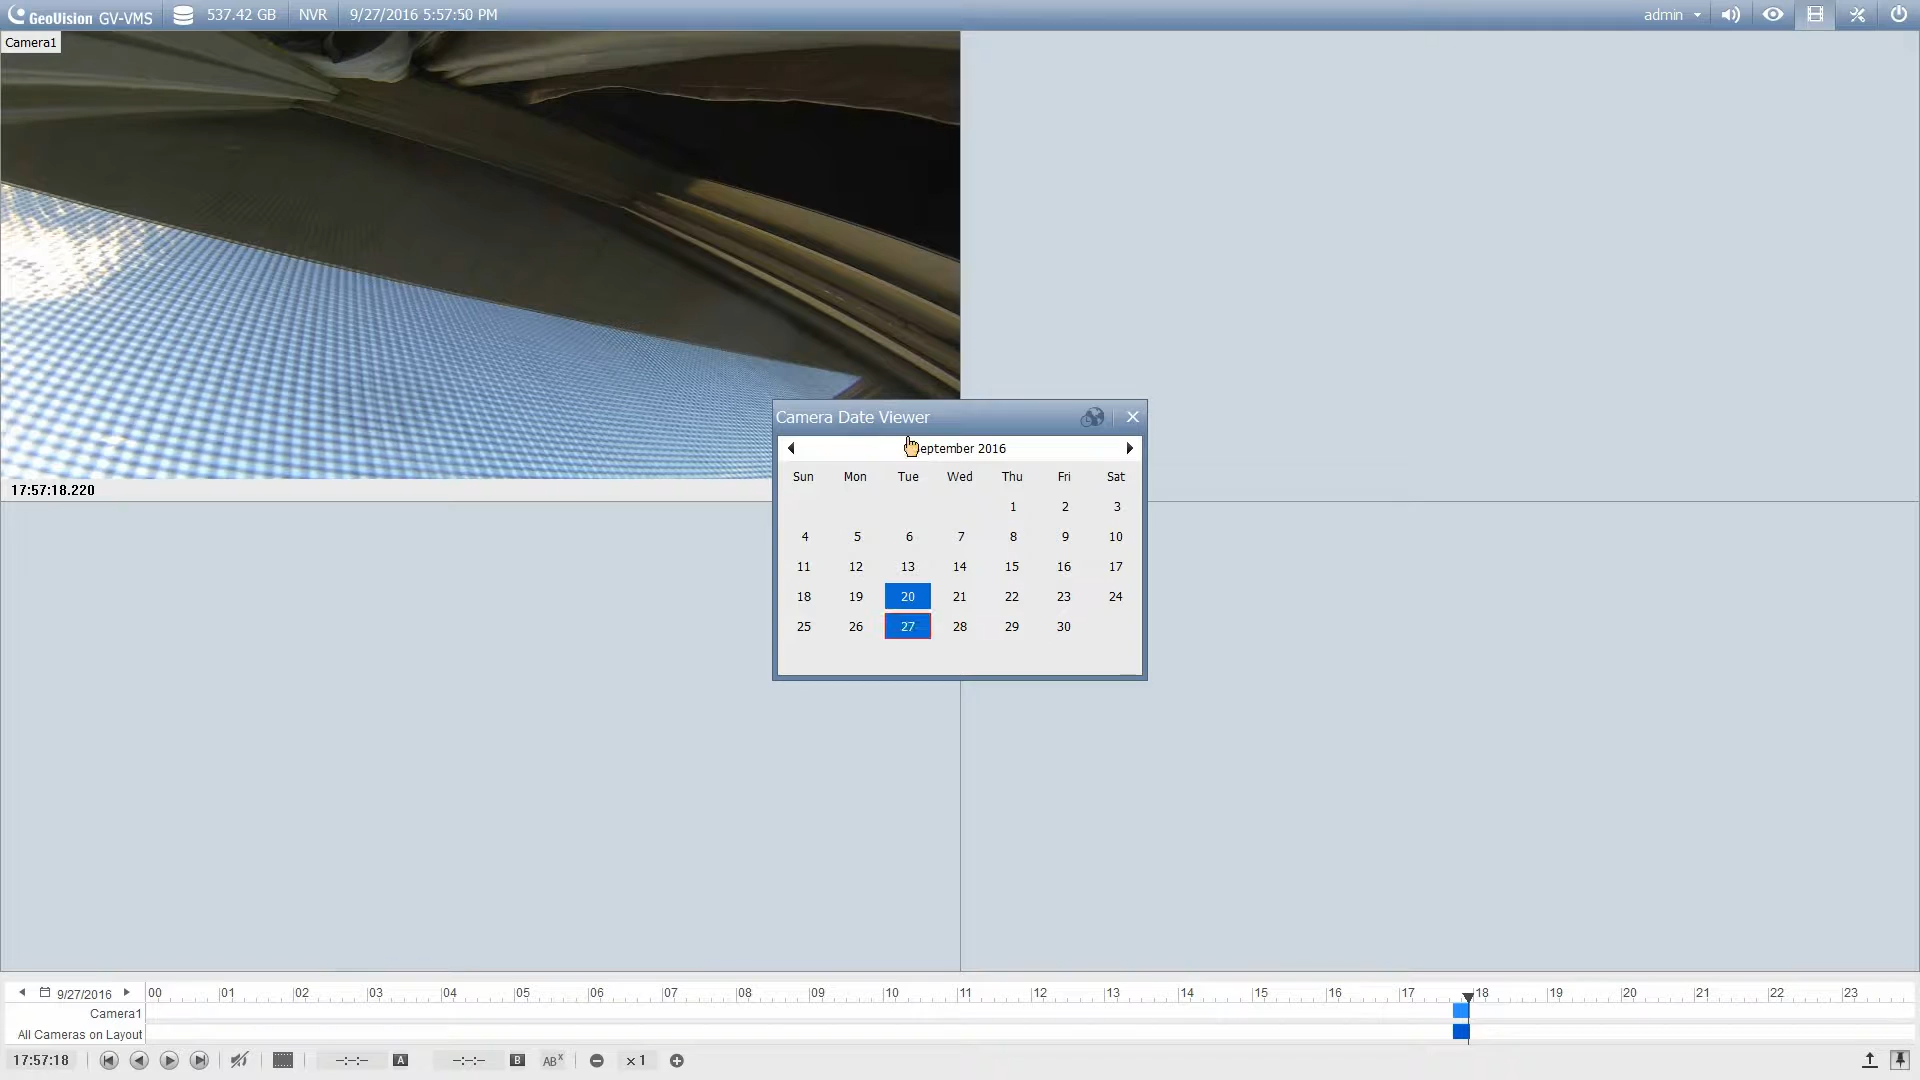 GeoVision GV-VMS 537.42 GB NVR 9/27/2016 5:57:50 PM admin
Camera1
17:57:18.220
Camera Date Viewer
eptember 2016
Sun Mon Tue Wed Thu Fri Sat
1 2 3
4 5 6 7 8 9 10
11 12 13 14 15 16 17
18 19 20 21 22 23 24
25 26 27 28 29 30
9/27/2016 00 01 02 03 04 05 06 07 08 09 10 11 12 13 14 15 16 17 18 19 20 21 22 23
Camera1
All Cameras on Layout
17:57:18 --:--:-- A --:--:-- B ABx x 1